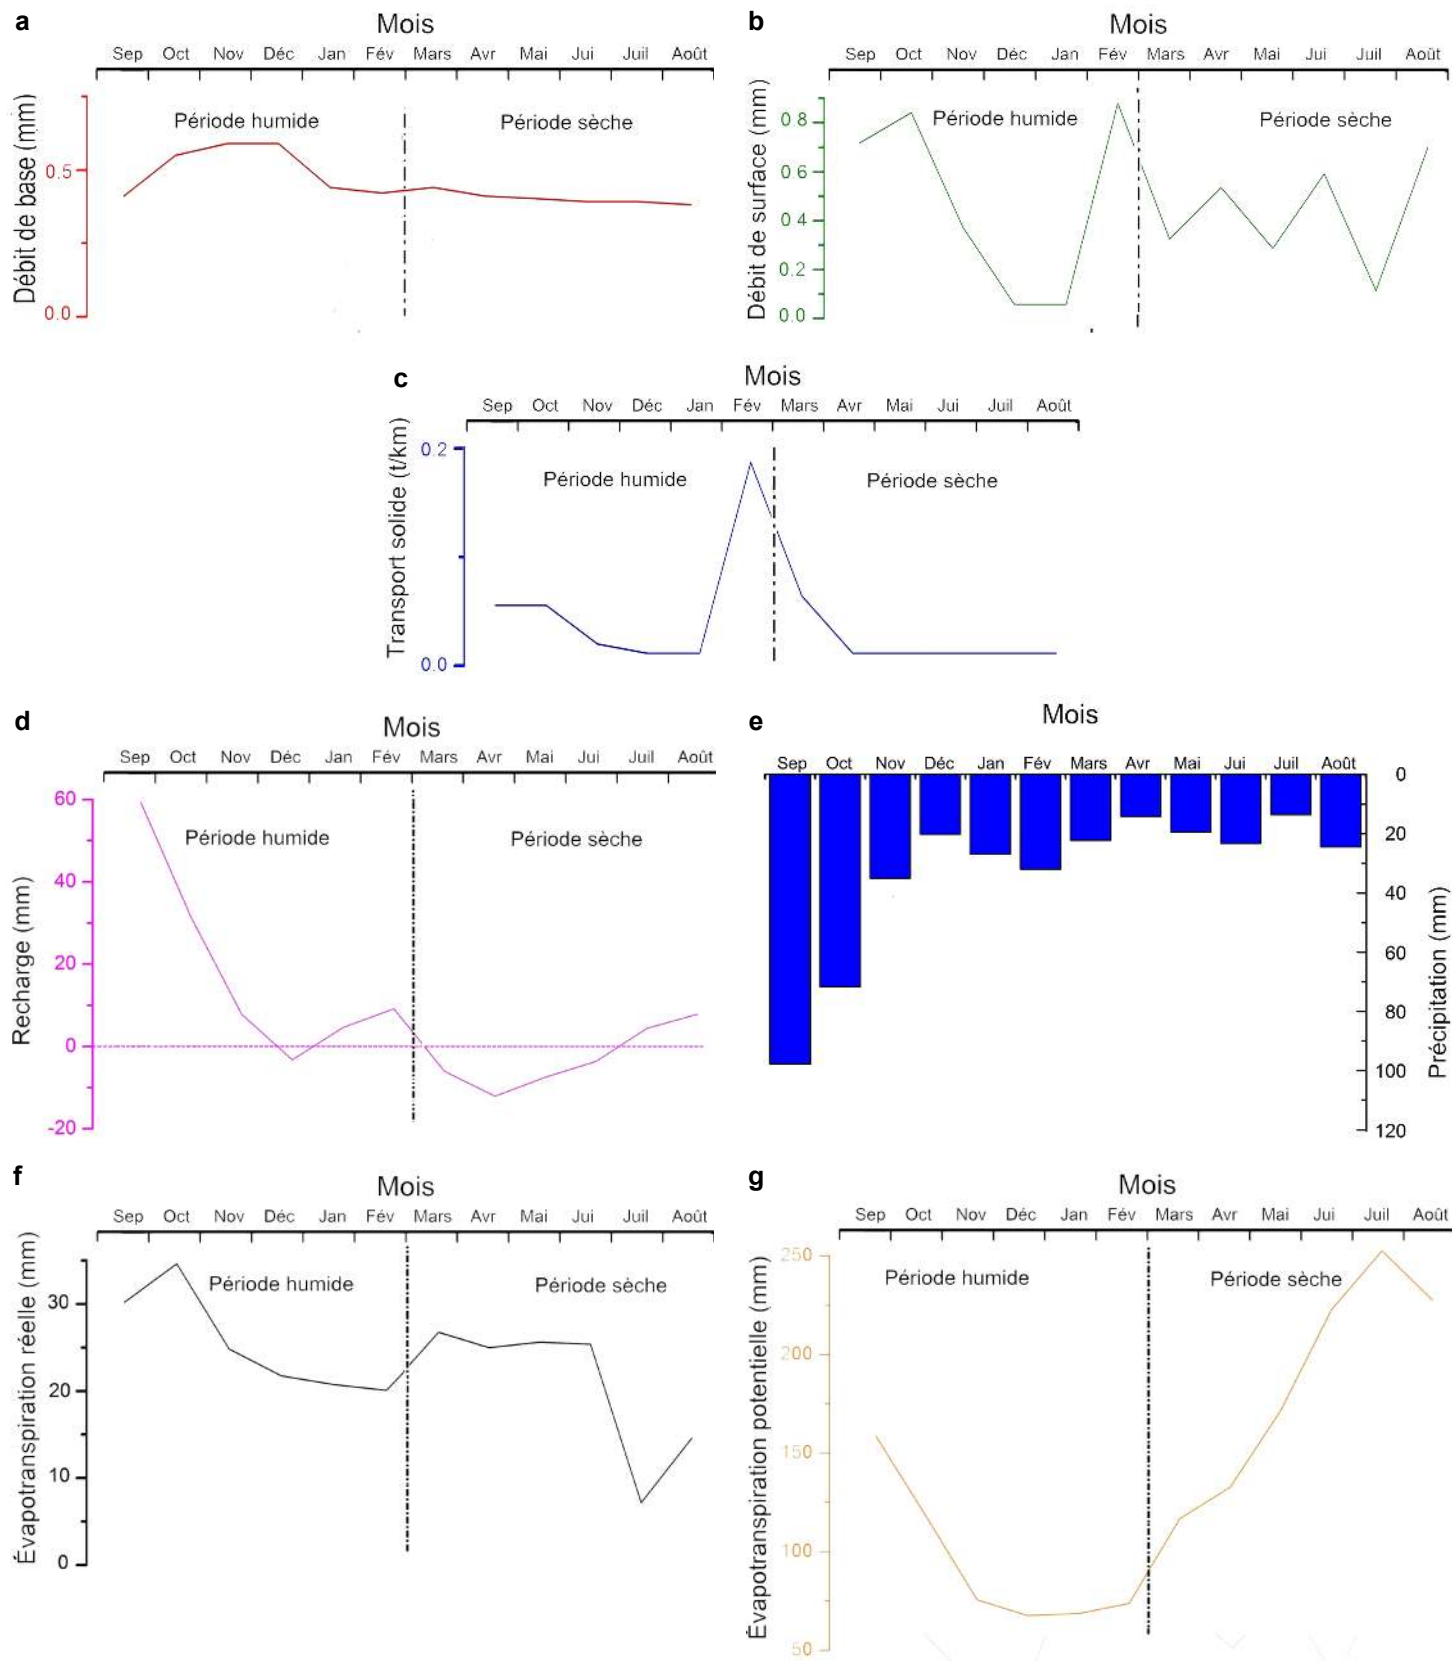 a
Mois
Sep Oct Nov Déc Jan Fév Mars Avr Mai Jui Juil Août
Période humide
Période sèche
Débit de base (mm)
0.5
0.0
b
Mois
Sep Oct Nov Déc Jan Fév Mars Avr Mai Jui Juil Août
Période humide
Période sèche
Débit de surface (mm)
0.8
0.6
0.4
0.2
0.0
c
Mois
Sep Oct Nov Déc Jan Fév Mars Avr Mai Jui Juil Août
Période humide
Période sèche
Transport solide (t/km)
0.2
0.0
d
Mois
Sep Oct Nov Déc Jan Fév Mars Avr Mai Jui Juil Août
Période humide
Période sèche
Recharge (mm)
60
40
20
0
-20
e
Mois
Sep Oct Nov Déc Jan Fév Mars Avr Mai Jui Juil Août
0
20
40
60
80
100
120
Précipitation (mm)
f
Mois
Sep Oct Nov Déc Jan Fév Mars Avr Mai Jui Juil Août
Période humide
Période sèche
Évapotranspiration réelle (mm)
30
20
10
0
g
Mois
Sep Oct Nov Déc Jan Fév Mars Avr Mai Jui Juil Août
Période humide
Période sèche
Évapotranspiration potentielle (mm)
250
200
150
100
50